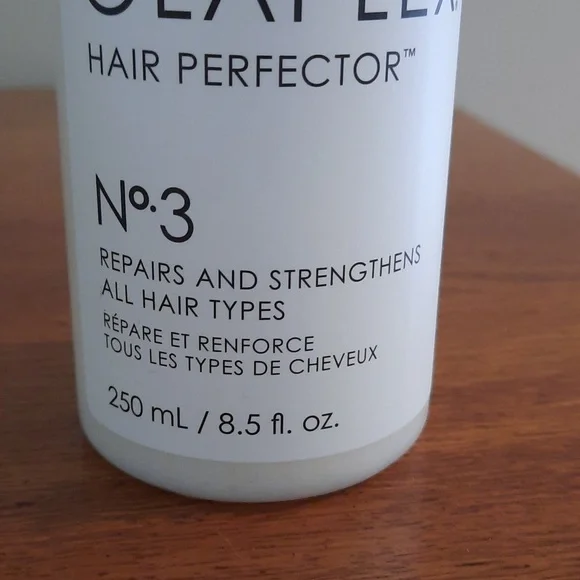 OLAPLEX.
HAIR PERFECTOR™
Nº.3
REPAIRS AND STRENGTHENS
ALL HAIR TYPES
RÉPARE ET RENFORCE
TOUS LES TYPES DE CHEVEUX
250 mL / 8.5 fl. oz.